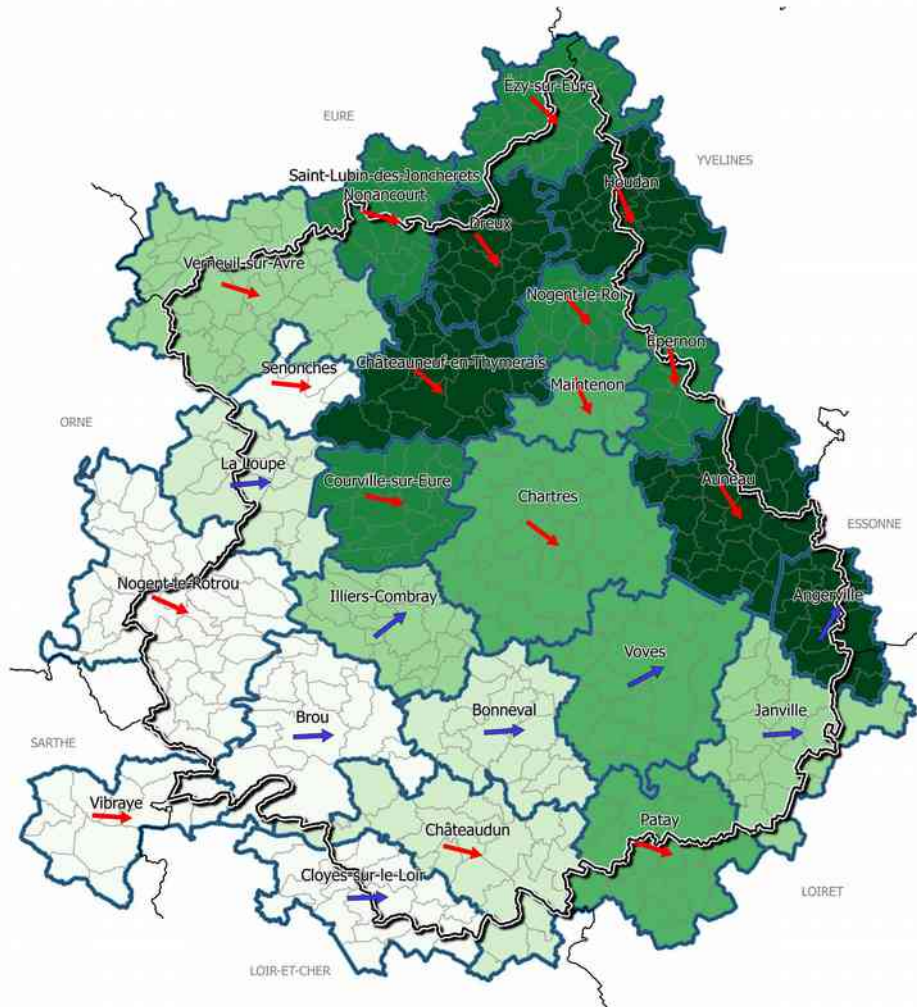 Ézy-sur-Eure
EURE
YVELINES
Saint-Lubin-des-Joncherets
Nonancourt
Houdan
Dreux
Verneuil-sur-Avre
Nogent-le-Roi
Épernon
Senonches
Châteauneuf-en-Thymerais
Maintenon
ORNE
La Loupe
Courville-sur-Eure
Chartres
Auneau
ESSONNE
Nogent-le-Rotrou
Illiers-Combray
Angerville
Voves
Brou
Bonneval
Janville
SARTHE
Vibraye
Châteaudun
Patay
Cloyes-sur-le-Loir
LOIRET
LOIR-ET-CHER